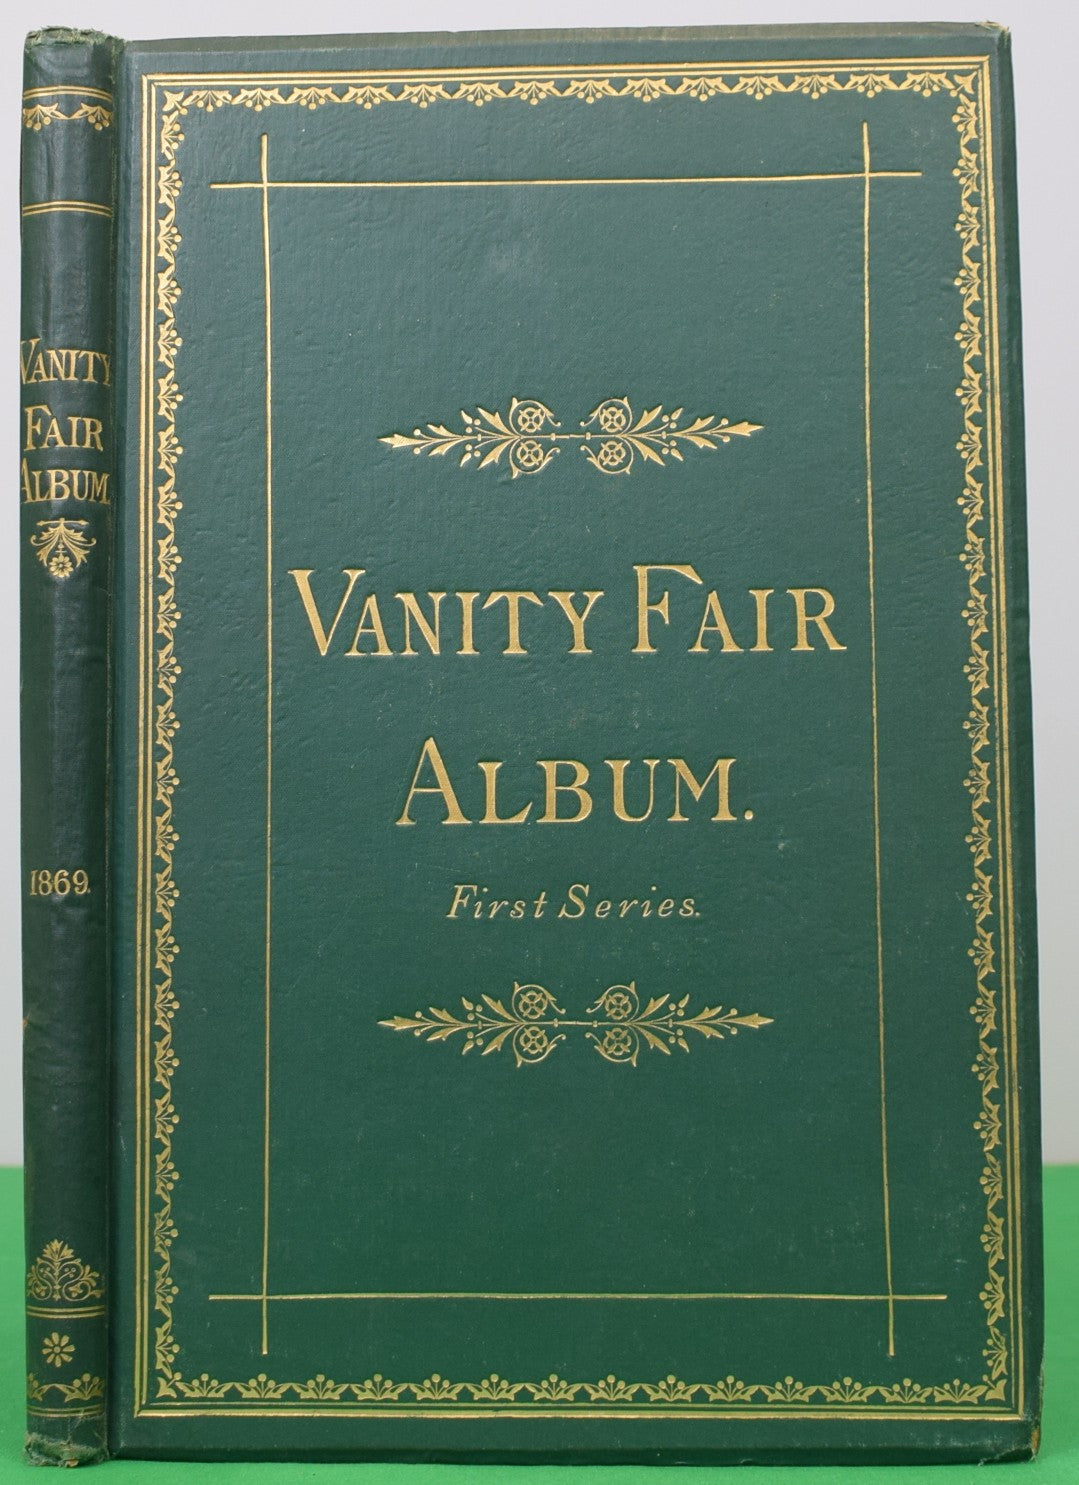 VANITY
FAIR
ALBUM.
1869.
VANITY FAIR
ALBUM.
First Series.